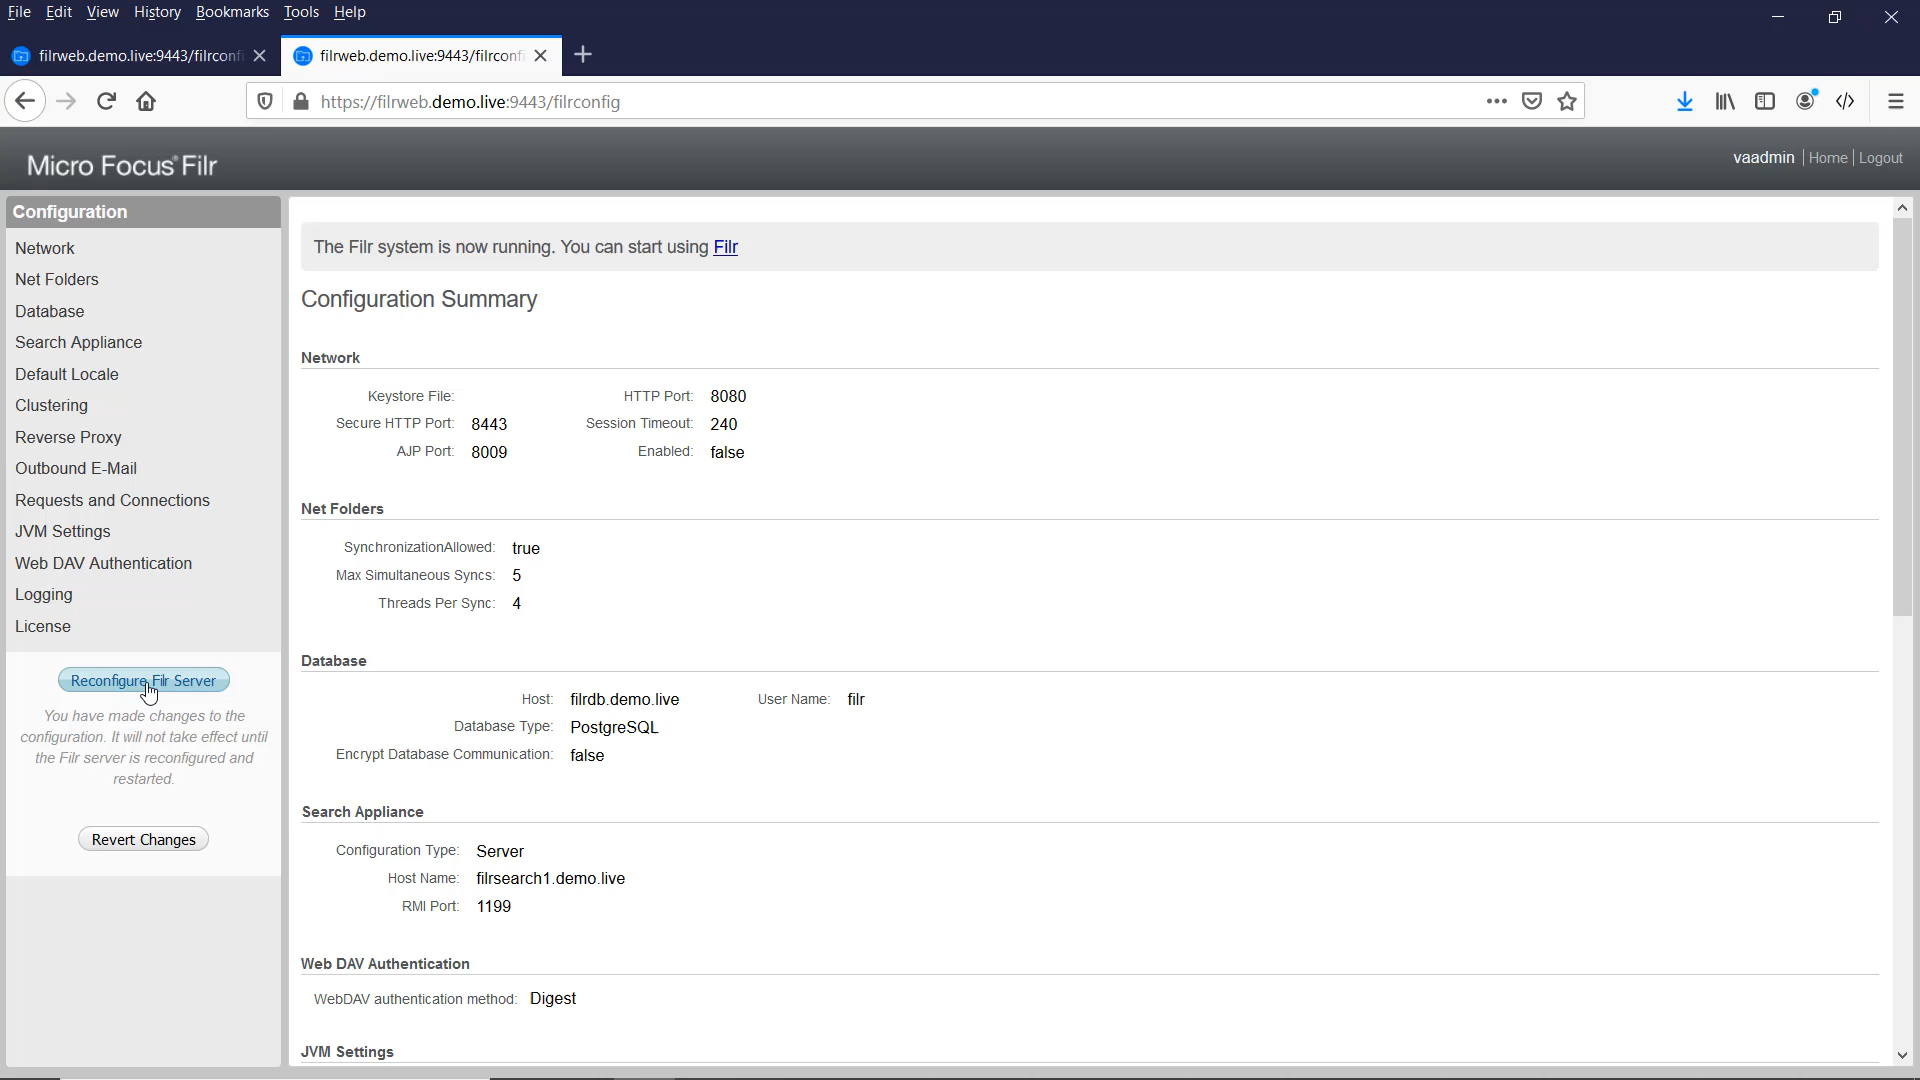 File Edit View History Bookmarks Tools Help
filrweb.demo.live:9443/filrconf
filrweb.demo.live:9443/filrconf
https://filrweb.demo.live:9443/filrconfig
Micro Focus Filr
vaadmin | Home | Logout
Configuration
Network
Net Folders
Database
Search Appliance
Default Locale
Clustering
Reverse Proxy
Outbound E-Mail
Requests and Connections
JVM Settings
Web DAV Authentication
Logging
License
Reconfigure Filr Server
You have made changes to the
configuration. It will not take effect until
the Filr server is reconfigured and
restarted.
Revert Changes
The Filr system is now running. You can start using Filr
Configuration Summary
Network
Keystore File: HTTP Port: 8080
Secure HTTP Port: 8443 Session Timeout: 240
AJP Port: 8009 Enabled: false
Net Folders
SynchronizationAllowed: true
Max Simultaneous Syncs: 5
Threads Per Sync: 4
Database
Host: filrdb.demo.live User Name: filr
Database Type: PostgreSQL
Encrypt Database Communication: false
Search Appliance
Configuration Type: Server
Host Name: filrsearch1.demo.live
RMI Port: 1199
Web DAV Authentication
WebDAV authentication method: Digest
JVM Settings